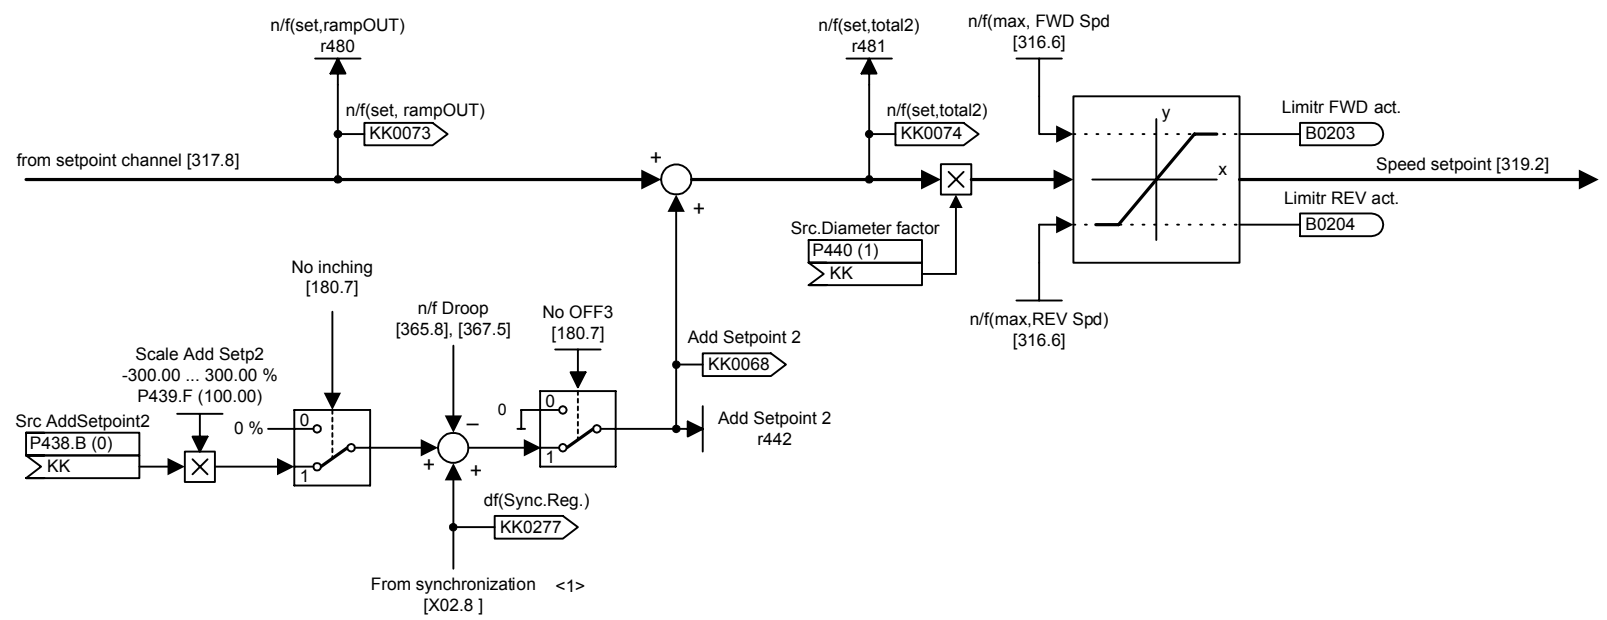 n/f(set,rampOUT)
r480
n/f(set, rampOUT)
KK0073
from setpoint channel [317.8]
+
+
n/f(set,total2)
r481
n/f(set,total2)
KK0074
n/f(max, FWD Spd
[316.6]
y
x
Limitr FWD act.
B0203
Speed setpoint [319.2]
Limitr REV act.
B0204
Src.Diameter factor
P440 (1)
KK
n/f(max,REV Spd)
[316.6]
No inching
[180.7]
n/f Droop
[365.8], [367.5]
No OFF3
[180.7]
Add Setpoint 2
KK0068
Scale Add Setp2
-300.00 ... 300.00 %
P439.F (100.00)
Src AddSetpoint2
P438.B (0)
KK
0 %
0
1
–
+
+
0
0
1
Add Setpoint 2
r442
df(Sync.Reg.)
KK0277
From synchronization <1>
[X02.8 ]